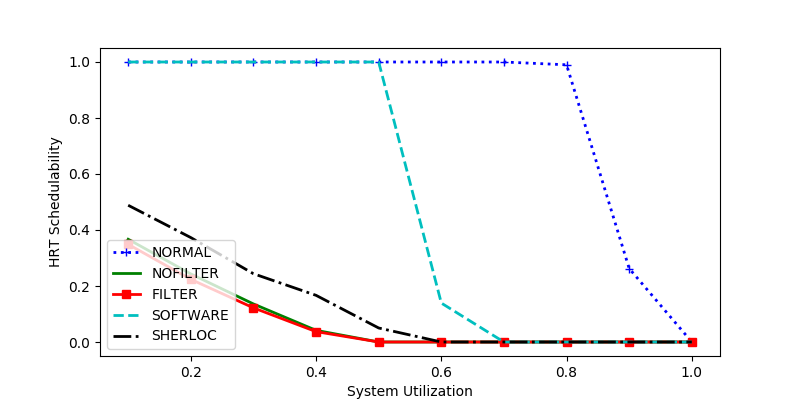 1.0
0.8
0.6
0.4
0.2
0.0
HRT Schedulability
NORMAL
NOFILTER
FILTER
SOFTWARE
SHERLOC
0.2 0.4 0.6 0.8 1.0
System Utilization